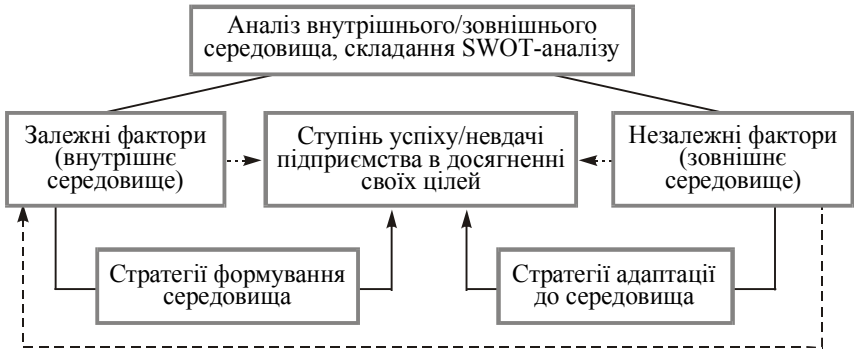 Аналіз внутрішнього/зовнішнього
середовища, складання SWOT-аналізу
Залежні фактори
(внутрішнє
середовище)
Ступінь успіху/невдачі
підприємства в досягненні
своїх цілей
Незалежні фактори
(зовнішнє
середовище)
Стратегії формування
середовища
Стратегії адаптації
до середовища